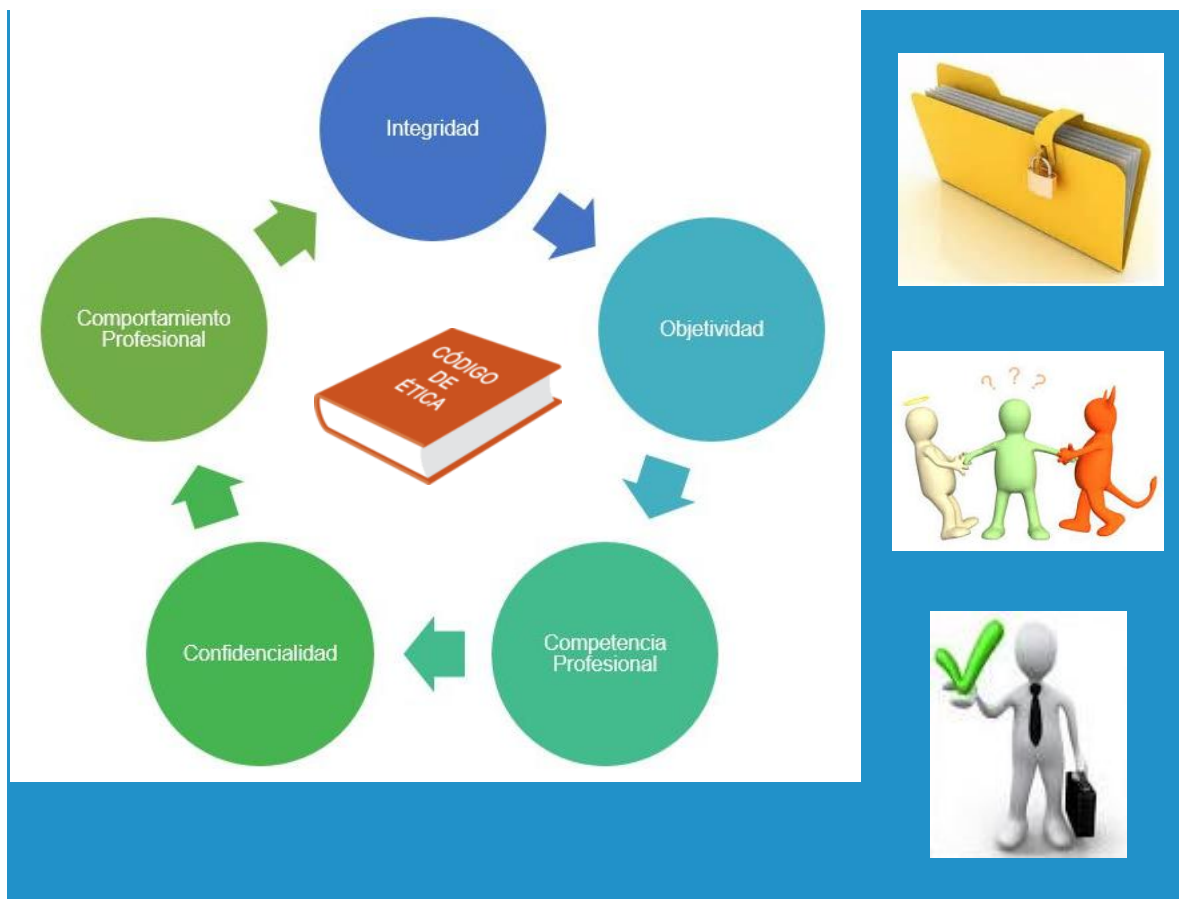 Integridad
Objetividad
Competencia
Profesional
Confidencialidad
Comportamiento
Profesional
CÓDIGO
DE
ÉTICA
? ? ?